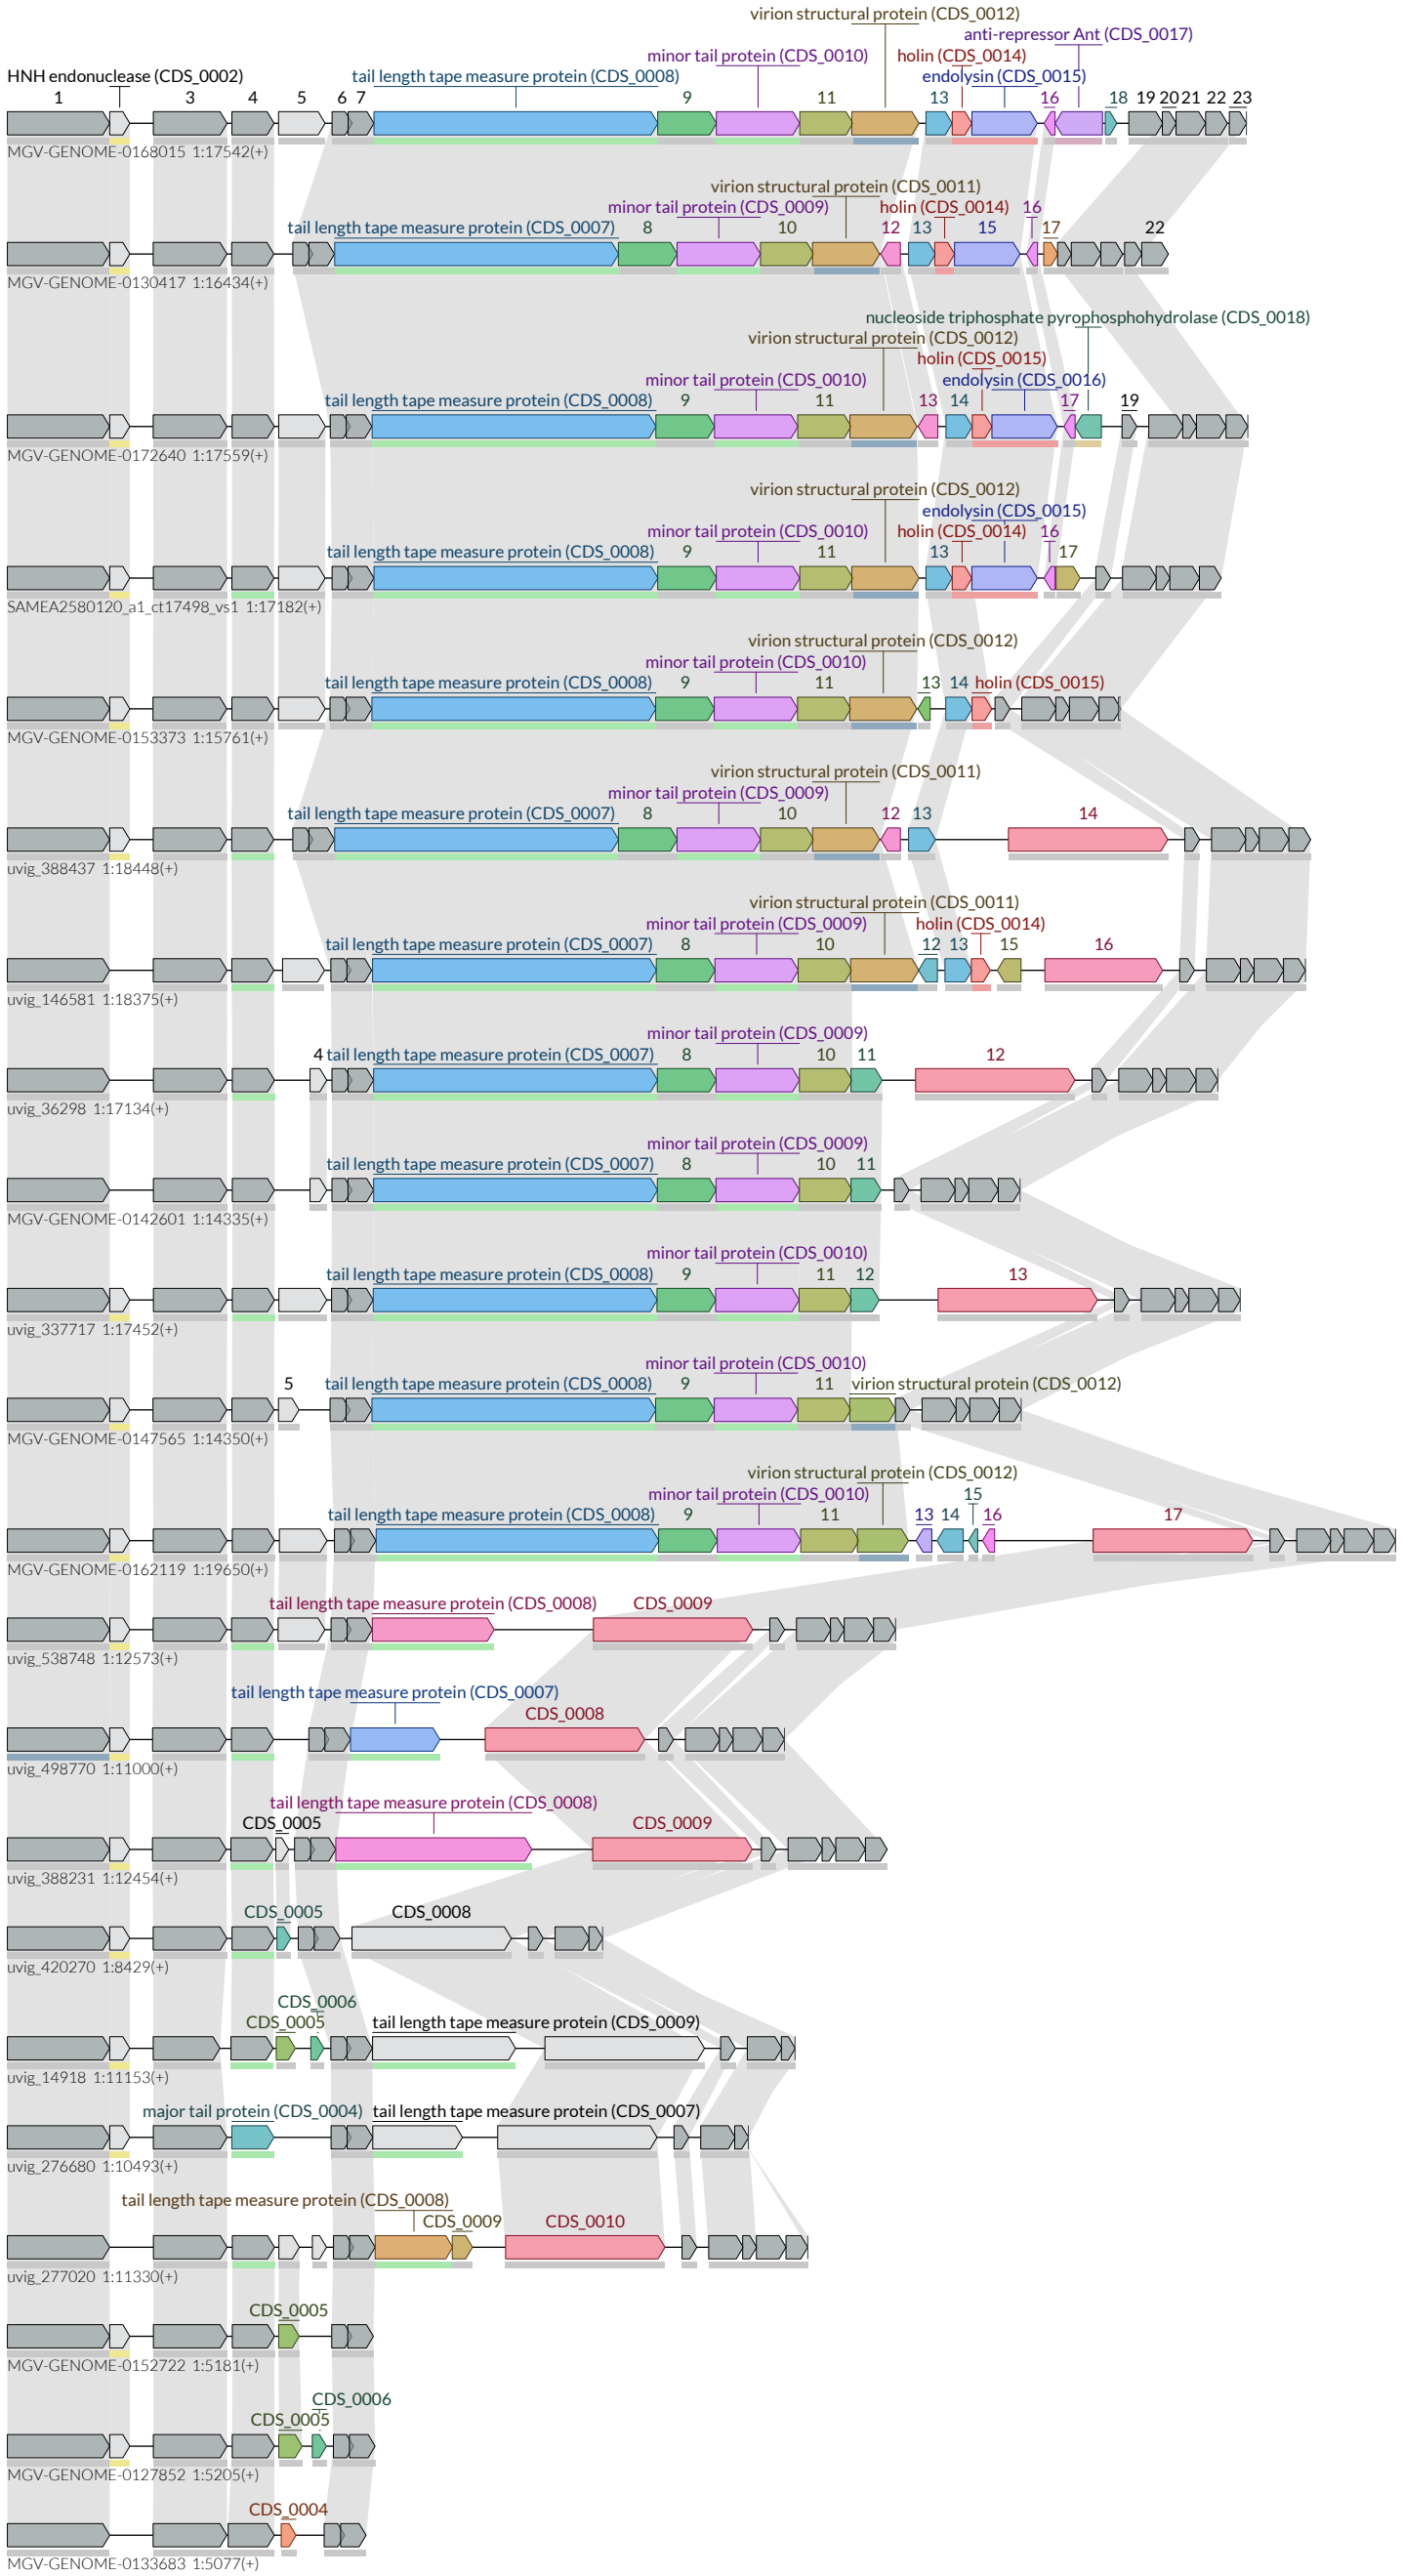 virion structural protein (CDS_0012)
anti-repressor Ant (CDS_0017)
minor tail protein (CDS_0010) holin (CDS_0014)
HNH endonuclease (CDS_0002) tail length tape measure protein (CDS_0008) endolysin (CDS_0015)
1 3 4 5 6 7 9 11 13 16 18 19 20 21 22 23
MGV-GENOME-0168015 1:17542(+)
virion structural protein (CDS_0011)
minor tail protein (CDS_0009) holin (CDS_0014) 16
tail length tape measure protein (CDS_0007) 8 10 12 13 15 17 22
MGV-GENOME-0130417 1:16434(+)
nucleoside triphosphate pyrophosphohydrolase (CDS_0018)
virion structural protein (CDS_0012)
holin (CDS_0015)
minor tail protein (CDS_0010) endolysin (CDS_0016)
tail length tape measure protein (CDS_0008) 9 11 13 14 17 19
MGV-GENOME-0172640 1:17559(+)
virion structural protein (CDS_0012)
endolysin (CDS_0015)
minor tail protein (CDS_0010) holin (CDS_0014) 16
tail length tape measure protein (CDS_0008) 9 11 13 17
SAMEA2580120_a1_ct17498_vs1 1:17182(+)
virion structural protein (CDS_0012)
minor tail protein (CDS_0010)
tail length tape measure protein (CDS_0008) 9 11 13 14 holin (CDS_0015)
MGV-GENOME-0153373 1:15761(+)
virion structural protein (CDS_0011)
minor tail protein (CDS_0009)
tail length tape measure protein (CDS_0007) 8 10 12 13 14
uvig_388437 1:18448(+)
virion structural protein (CDS_0011)
minor tail protein (CDS_0009) holin (CDS_0014)
tail length tape measure protein (CDS_0007) 8 10 12 13 15 16
uvig_146581 1:18375(+)
minor tail protein (CDS_0009)
4 tail length tape measure protein (CDS_0007) 8 10 11 12
uvig_36298 1:17134(+)
minor tail protein (CDS_0009)
tail length tape measure protein (CDS_0007) 8 10 11
MGV-GENOME-0142601 1:14335(+)
minor tail protein (CDS_0010)
tail length tape measure protein (CDS_0008) 9 11 12 13
uvig_337717 1:17452(+)
minor tail protein (CDS_0010)
5 tail length tape measure protein (CDS_0008) 9 11 virion structural protein (CDS_0012)
MGV-GENOME-0147565 1:14350(+)
virion structural protein (CDS_0012)
minor tail protein (CDS_0010) 15
tail length tape measure protein (CDS_0008) 9 11 13 14 16 17
MGV-GENOME-0162119 1:19650(+)
tail length tape measure protein (CDS_0008) CDS_0009
uvig_538748 1:12573(+)
tail length tape measure protein (CDS_0007)
CDS_0008
uvig_498770 1:11000(+)
tail length tape measure protein (CDS_0008)
CDS_0005 CDS_0009
uvig_388231 1:12454(+)
CDS_0005 CDS_0008
uvig_420270 1:8429(+)
CDS_0006
CDS_0005 tail length tape measure protein (CDS_0009)
uvig_14918 1:11153(+)
major tail protein (CDS_0004) tail length tape measure protein (CDS_0007)
uvig_276680 1:10493(+)
tail length tape measure protein (CDS_0008)
CDS_0009 CDS_0010
uvig_277020 1:11330(+)
CDS_0005
MGV-GENOME-0152722 1:5181(+)
CDS_0006
CDS_0005
MGV-GENOME-0127852 1:5205(+)
CDS_0004
MGV-GENOME-0133683 1:5077(+)